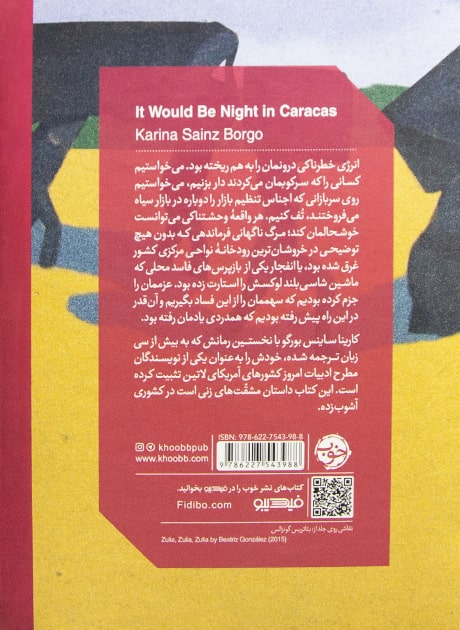 It Would Be Night in Caracas
Karina Sainz Borgo
انرژی خطرناکی درونمان را به هم ریخته بود. می‌خواستیم
کسانی را که سرکوبمان می‌کردند دار بزنیم، می‌خواستیم
روی سربازانی که اجناس تنظیم بازار را دوباره در بازار سیاه
می‌فروختند، تُف کنیم. هر واقعهٔ وحشتناکی می‌توانست
خوشحالمان کند؛ مرگ ناگهانی فرماندهی که بدون هیچ
توضیحی در خروشان‌ترین رودخانهٔ نواحی مرکزی کشور
غرق شده بود. یا انفجار یکی از بازپرس‌های فاسد محلی که
ماشین شاسی‌بلند لوکسش را استارت زده بود. عزممان را
جزم کرده بودیم که سهممان را از این فساد بگیریم و آن‌قدر
در این راه پیش رفته بودیم که همدردی یادمان رفته بود.
کارینا ساینس بورگو با نخستین رمانش که به بیش از سی
زبان ترجمه شده، خودش را به‌عنوان یکی از نویسندگان
مطرح ادبیات امروز کشورهای آمریکای لاتین تثبیت کرده
است. این کتاب داستان مشقّت‌های زنی است در کشوری
آشوب‌زده.
ISBN: 978-622-7543-98-8
khoobbpub
www.khoobb.com
9 786227 543988
خوب
کتاب‌های نشر خوب را در فیدیبو بخوانید.
Fidibo.com
فیدیبو
نقاشی روی جلد از: بئاتریس گونزالس
Zulia, Zulia, Zulia by Beatriz González (2015)